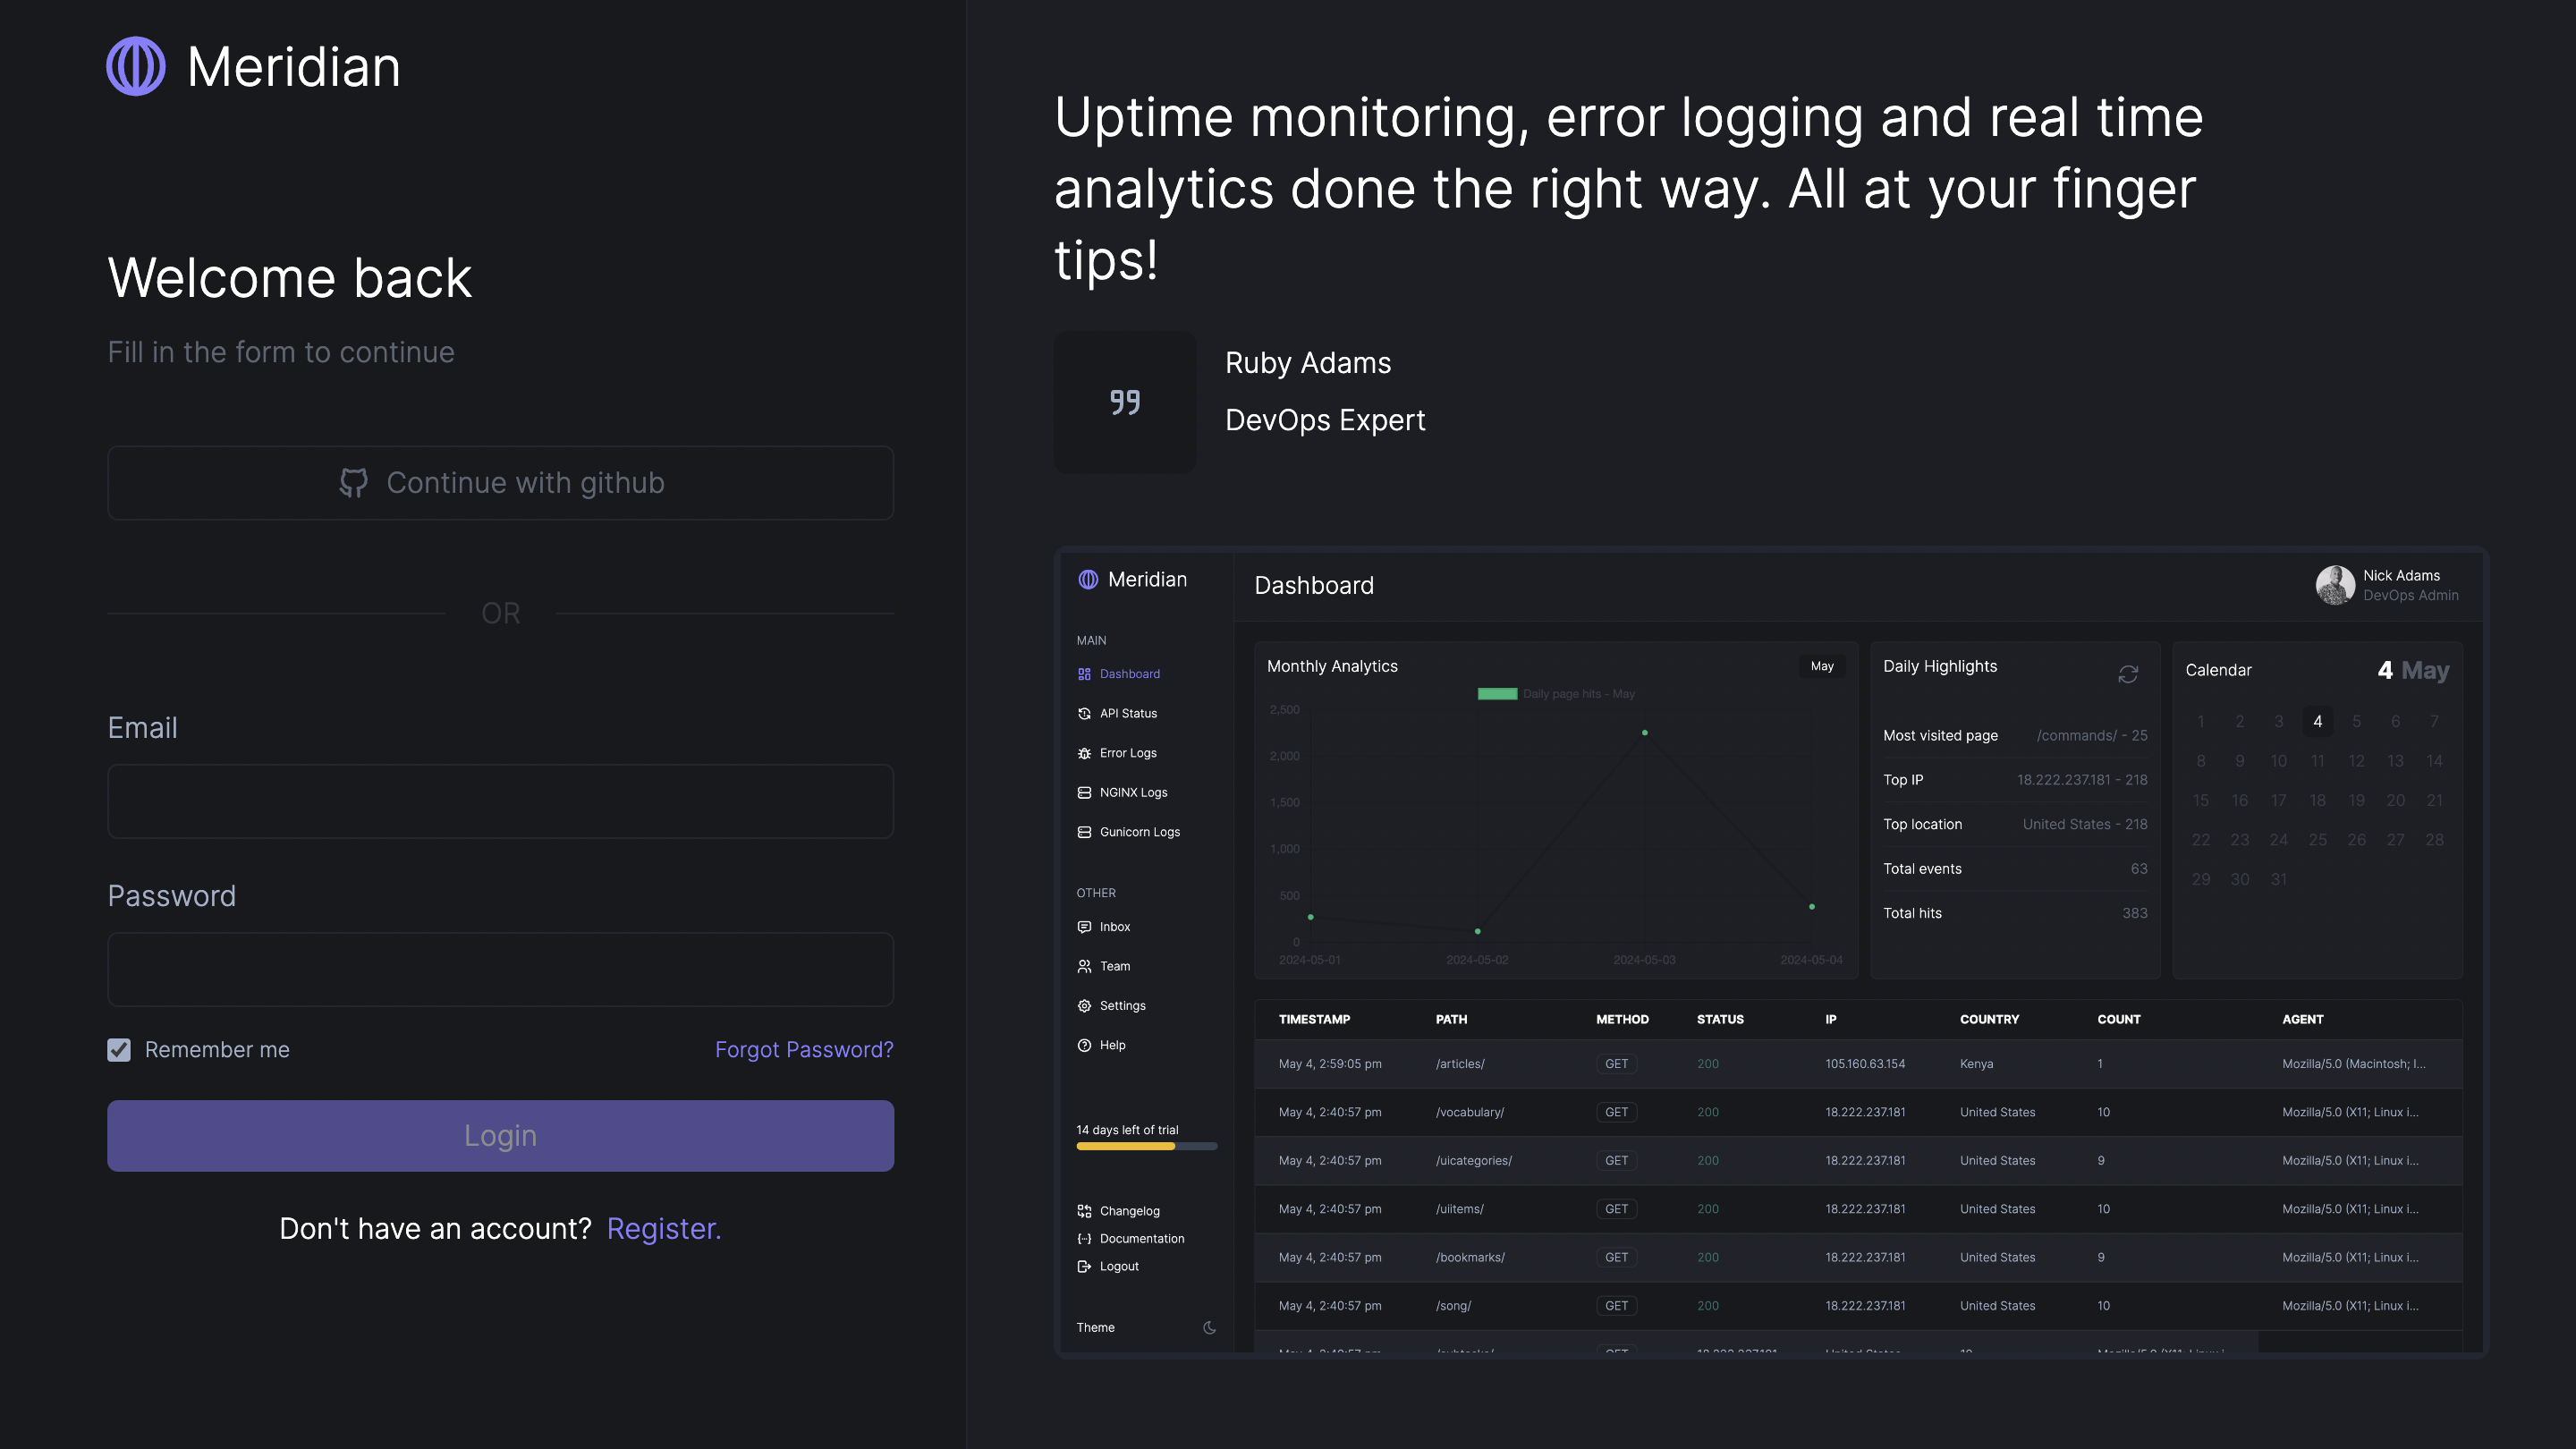 Meridian
Welcome back
Fill in the form to continue
Continue with github
OR
Email
Password
Remember me
Forgot Password?
Login
Don't have an account? Register.
Uptime monitoring, error logging and real time
analytics done the right way. All at your finger
tips!
Ruby Adams
DevOps Expert
Meridian
MAIN
Dashboard
API Status
Error Logs
NGINX Logs
Gunicorn Logs
OTHER
Inbox
Team
Settings
Help
14 days left of trial
Changelog
Documentation
Logout
Theme
Dashboard
Nick Adams
DevOps Admin
Monthly Analytics
May
Daily page hits - May
2,500
2,000
1,500
1,000
500
0
2024-05-01 2024-05-02 2024-05-03 2024-05-04
Daily Highlights
Most visited page /commands/ - 25
Top IP 18.222.237.181 - 218
Top location United States - 218
Total events 63
Total hits 383
Calendar 4 May
1 2 3 4 5 6 7
8 9 10 11 12 13 14
15 16 17 18 19 20 21
22 23 24 25 26 27 28
29 30 31
TIMESTAMP PATH METHOD STATUS IP COUNTRY COUNT AGENT
May 4, 2:59:05 pm /articles/ GET 200 105.160.63.154 Kenya 1 Mozilla/5.0 (Macintosh; I...
May 4, 2:40:57 pm /vocabulary/ GET 200 18.222.237.181 United States 10 Mozilla/5.0 (X11; Linux i...
May 4, 2:40:57 pm /uicategories/ GET 200 18.222.237.181 United States 9 Mozilla/5.0 (X11; Linux i...
May 4, 2:40:57 pm /uiitems/ GET 200 18.222.237.181 United States 10 Mozilla/5.0 (X11; Linux i...
May 4, 2:40:57 pm /bookmarks/ GET 200 18.222.237.181 United States 9 Mozilla/5.0 (X11; Linux i...
May 4, 2:40:57 pm /song/ GET 200 18.222.237.181 United States 10 Mozilla/5.0 (X11; Linux i...